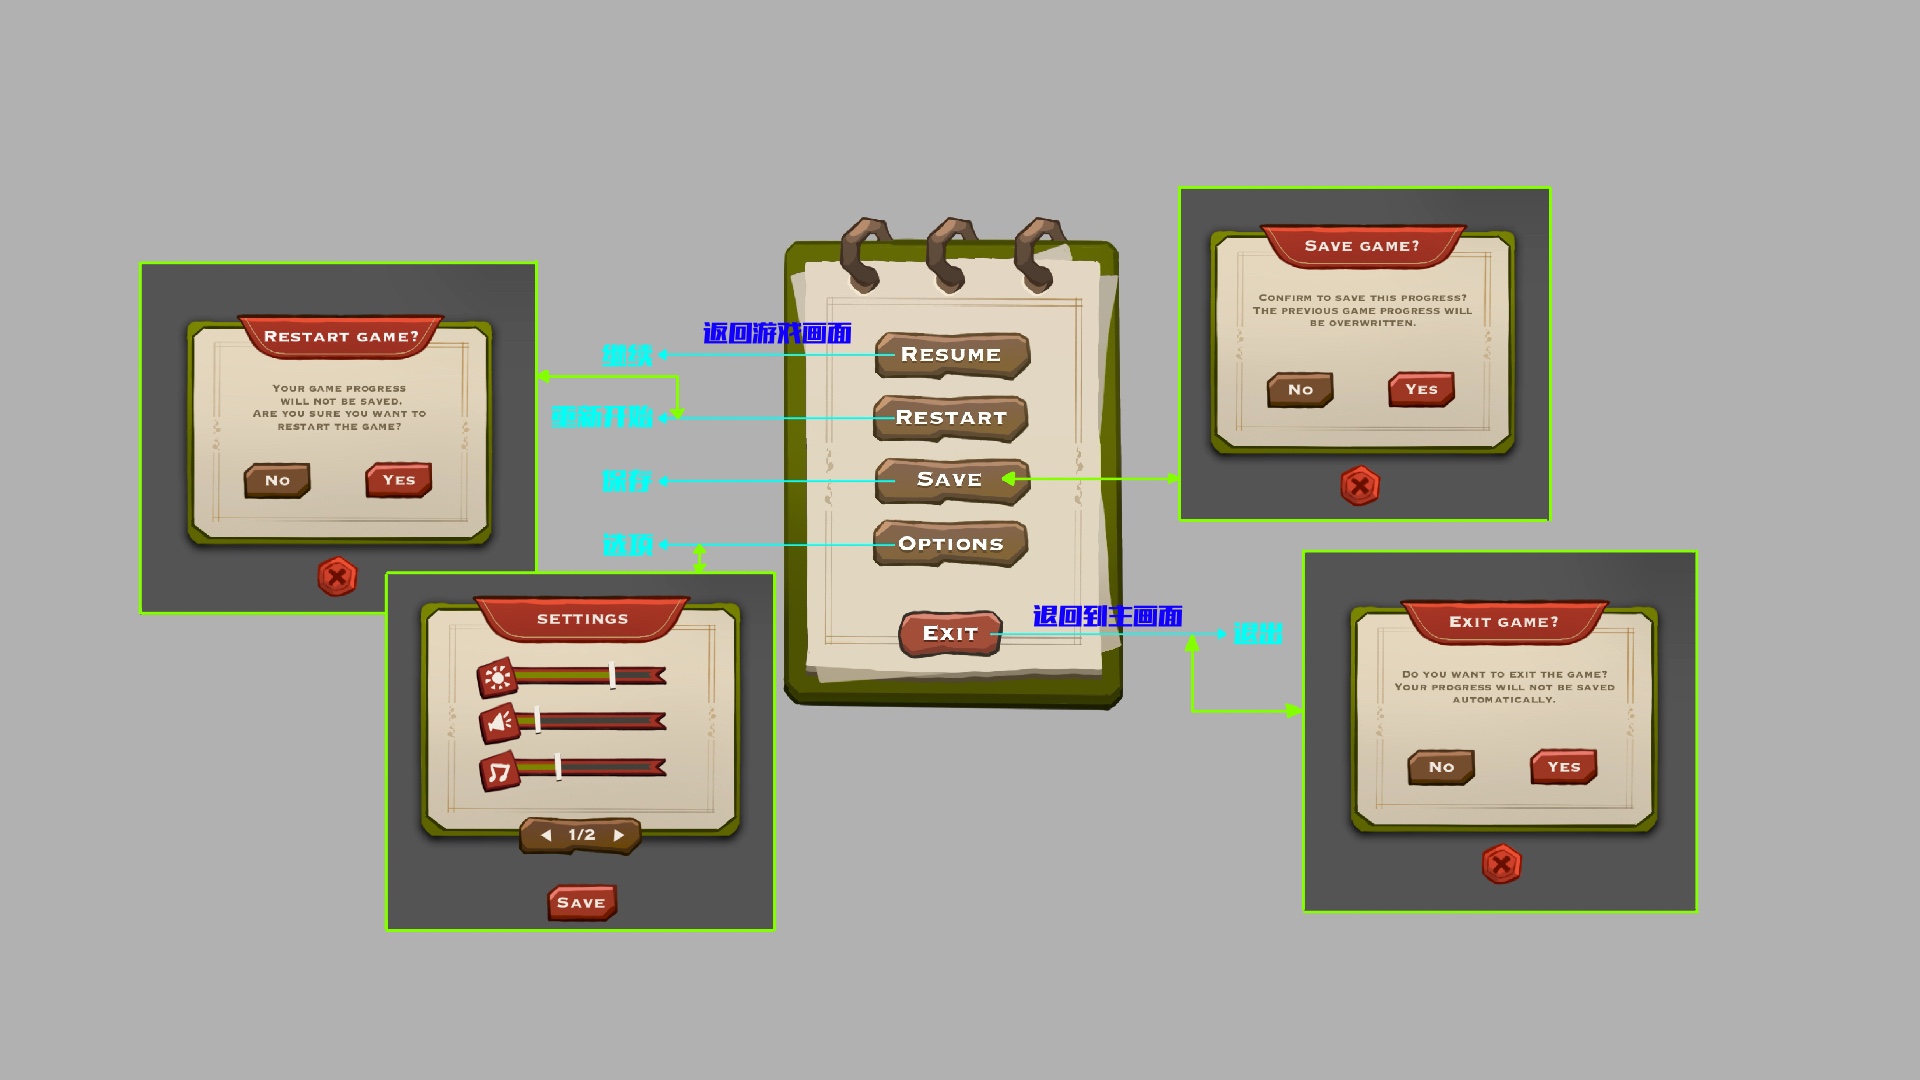 RESTART GAME?
YOUR GAME PROGRESS
WILL NOT BE SAVED.
ARE YOU SURE YOU WANT TO
RESTART THE GAME?
NO
YES
返回游戏画面
继续
重新开始
保存
选项
RESUME
RESTART
SAVE
OPTIONS
EXIT
退回到主画面
退出
SAVE GAME?
CONFIRM TO SAVE THIS PROGRESS?
THE PREVIOUS GAME PROGRESS WILL
BE OVERWRITTEN.
NO
YES
SETTINGS
1/2
SAVE
EXIT GAME?
DO YOU WANT TO EXIT THE GAME?
YOUR PROGRESS WILL NOT BE SAVED
AUTOMATICALLY.
NO
YES